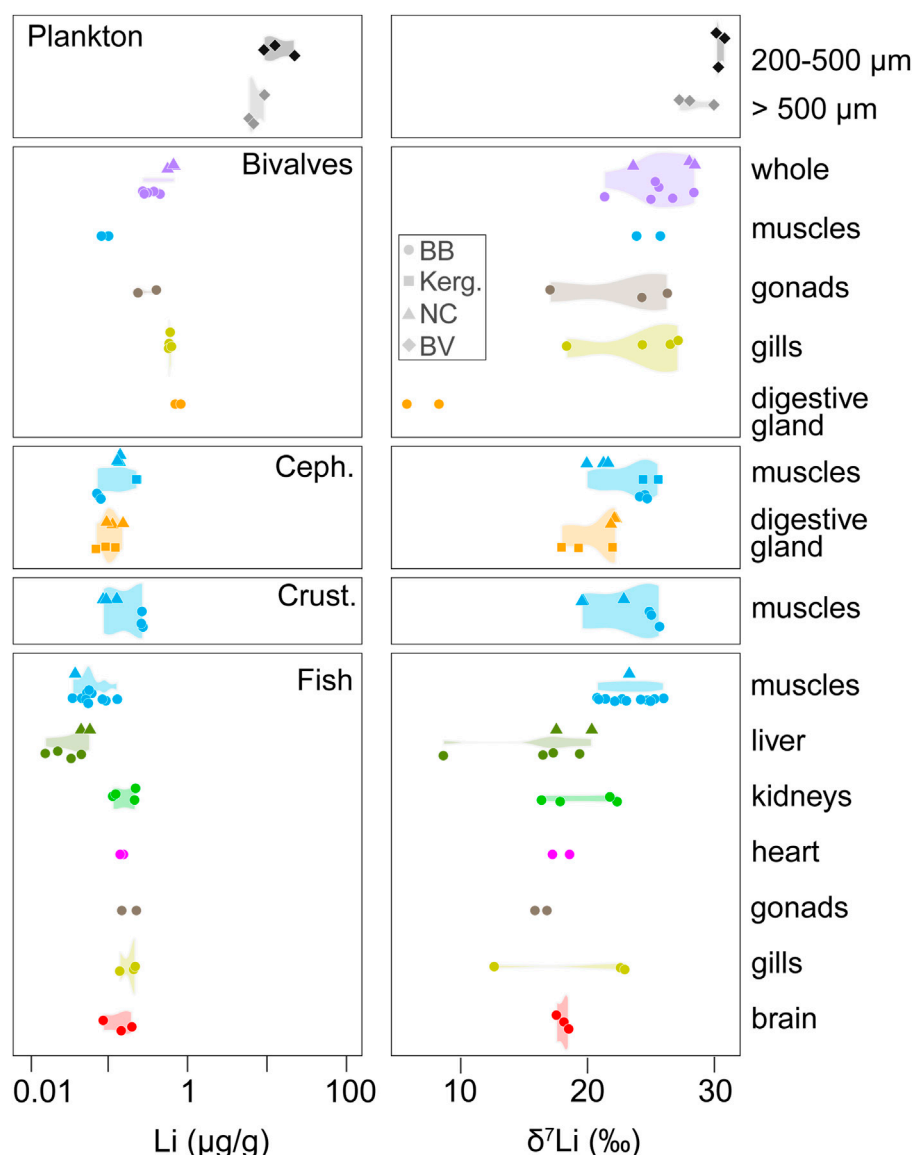 Plankton
200-500 µm
> 500 µm
Bivalves
whole
muscles
BB
Kerg.
NC
BV
gonads
gills
digestive
gland
Ceph.
muscles
digestive
gland
Crust.
muscles
Fish
muscles
liver
kidneys
heart
gonads
gills
brain
0.01 1 100
10 20 30
Li (µg/g)
δ⁷Li (‰)